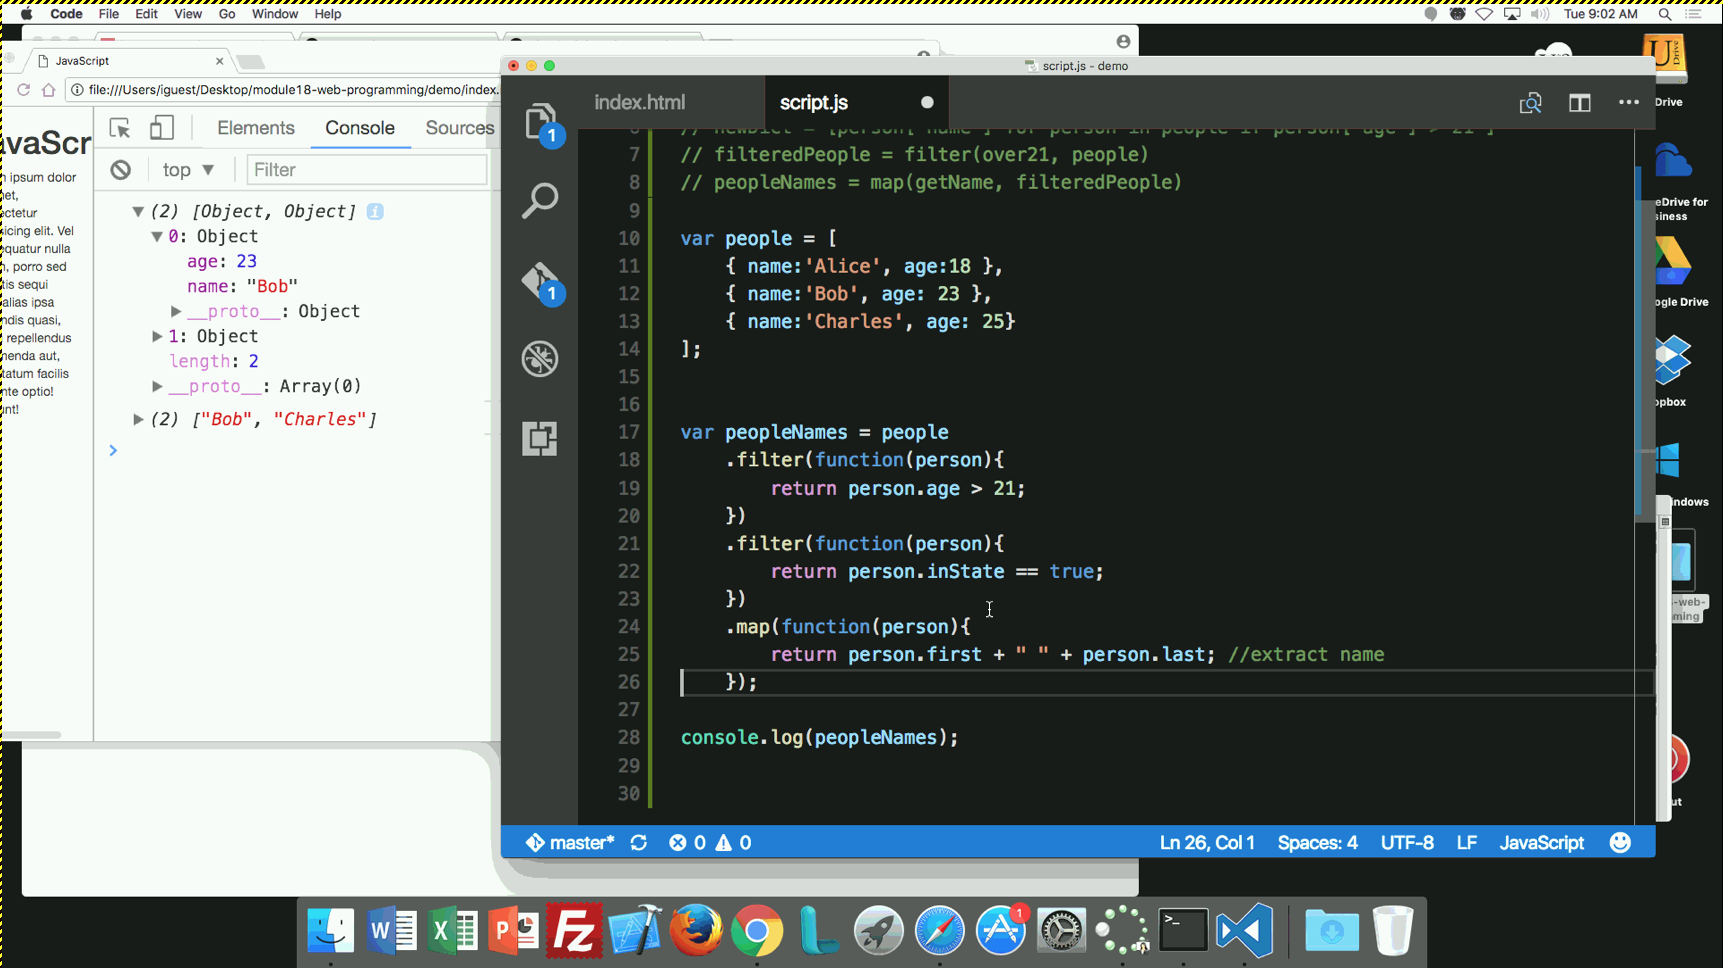 Code File Edit View Go Window Help
Tue 9:02 AM
JavaScript
file:///Users/iguest/Desktop/module18-web-programming/demo/index.
vaScr
ipsum dolor
Elements Console Sources
top Filter
(2) [Object, Object] i
0: Object
age: 23
name: "Bob"
__proto__: Object
1: Object
length: 2
__proto__: Array(0)
(2) ["Bob", "Charles"]
>
icing elit. Vel
equatur nulla
porro sed
tis sequi
alias ipsa
ndis quasi,
repellendus
menda aut,
tatum facilis
nte optio!
script.js - demo
index.html script.js
1
1
7 // filteredPeople = filter(over21, people)
8 // peopleNames = map(getName, filteredPeople)
9
10 var people = [
11 { name:'Alice', age:18 },
12 { name:'Bob', age: 23 },
13 { name:'Charles', age: 25}
14 ];
15
16
17 var peopleNames = people
18 .filter(function(person){
19 return person.age > 21;
20 })
21 .filter(function(person){
22 return person.inState == true;
23 })
24 .map(function(person){
25 return person.first + " " + person.last; //extract name
26 });
27
28 console.log(peopleNames);
29
30
master* 0 0 Ln 26, Col 1 Spaces: 4 UTF-8 LF JavaScript
Drive
eDrive for
siness
ogle Drive
opbox
indows
-web-
ming
ut
W X P Fz 1 >_